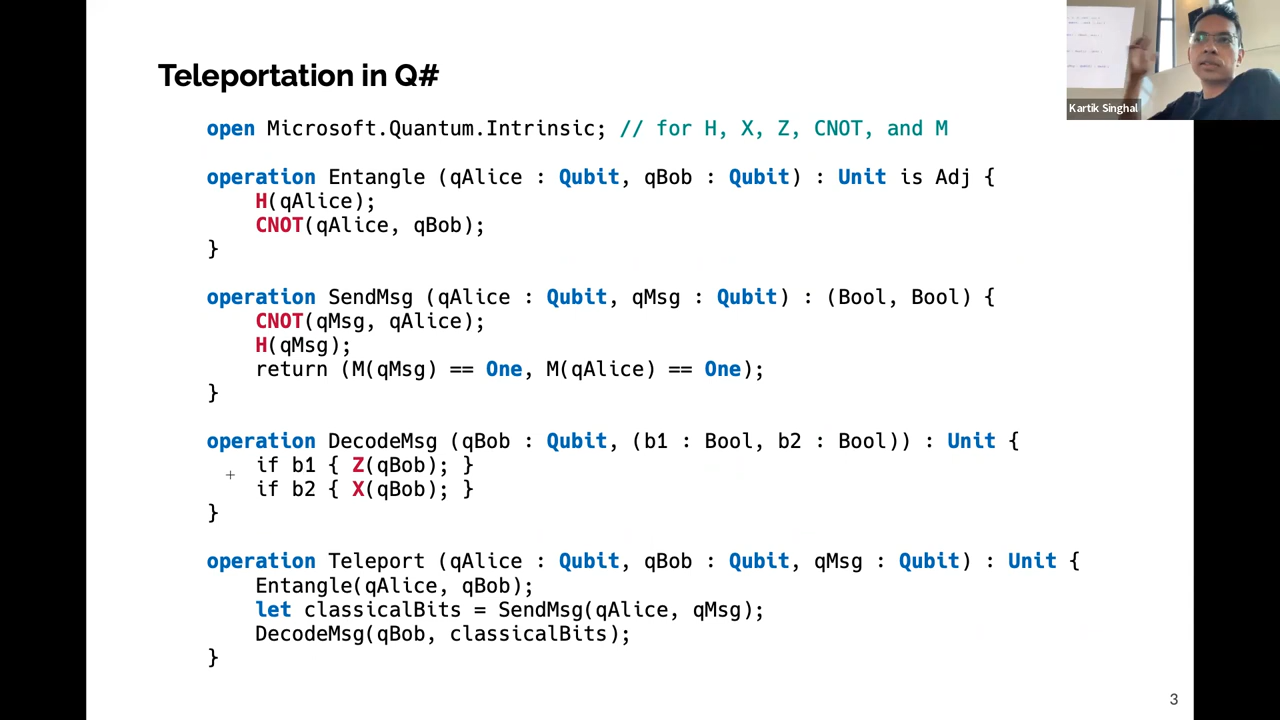 Teleportation in Q#
Kartik Singhal
open Microsoft.Quantum.Intrinsic; // for H, X, Z, CNOT, and M
operation Entangle (qAlice : Qubit, qBob : Qubit) : Unit is Adj {
H(qAlice);
CNOT(qAlice, qBob);
}
operation SendMsg (qAlice : Qubit, qMsg : Qubit) : (Bool, Bool) {
CNOT(qMsg, qAlice);
H(qMsg);
return (M(qMsg) == One, M(qAlice) == One);
}
operation DecodeMsg (qBob : Qubit, (b1 : Bool, b2 : Bool)) : Unit {
if b1 { Z(qBob); }
if b2 { X(qBob); }
}
operation Teleport (qAlice : Qubit, qBob : Qubit, qMsg : Qubit) : Unit {
Entangle(qAlice, qBob);
let classicalBits = SendMsg(qAlice, qMsg);
DecodeMsg(qBob, classicalBits);
}
3